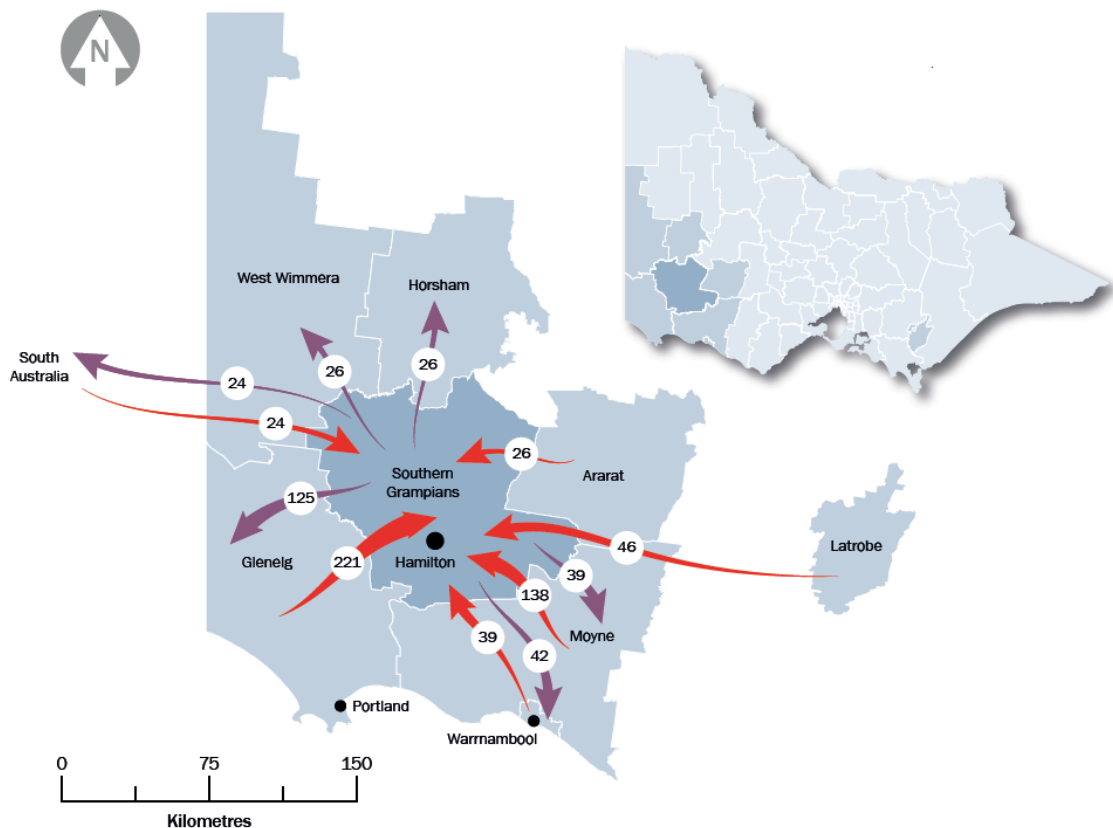 N
West Wimmera
Horsham
South
Australia
24
26
26
24
26
Southern
Grampians
Ararat
125
Glenelg
221
Hamilton
46
Latrobe
39
138
39
42
Moyne
Portland
Warrnambool
0
75
150
Kilometres